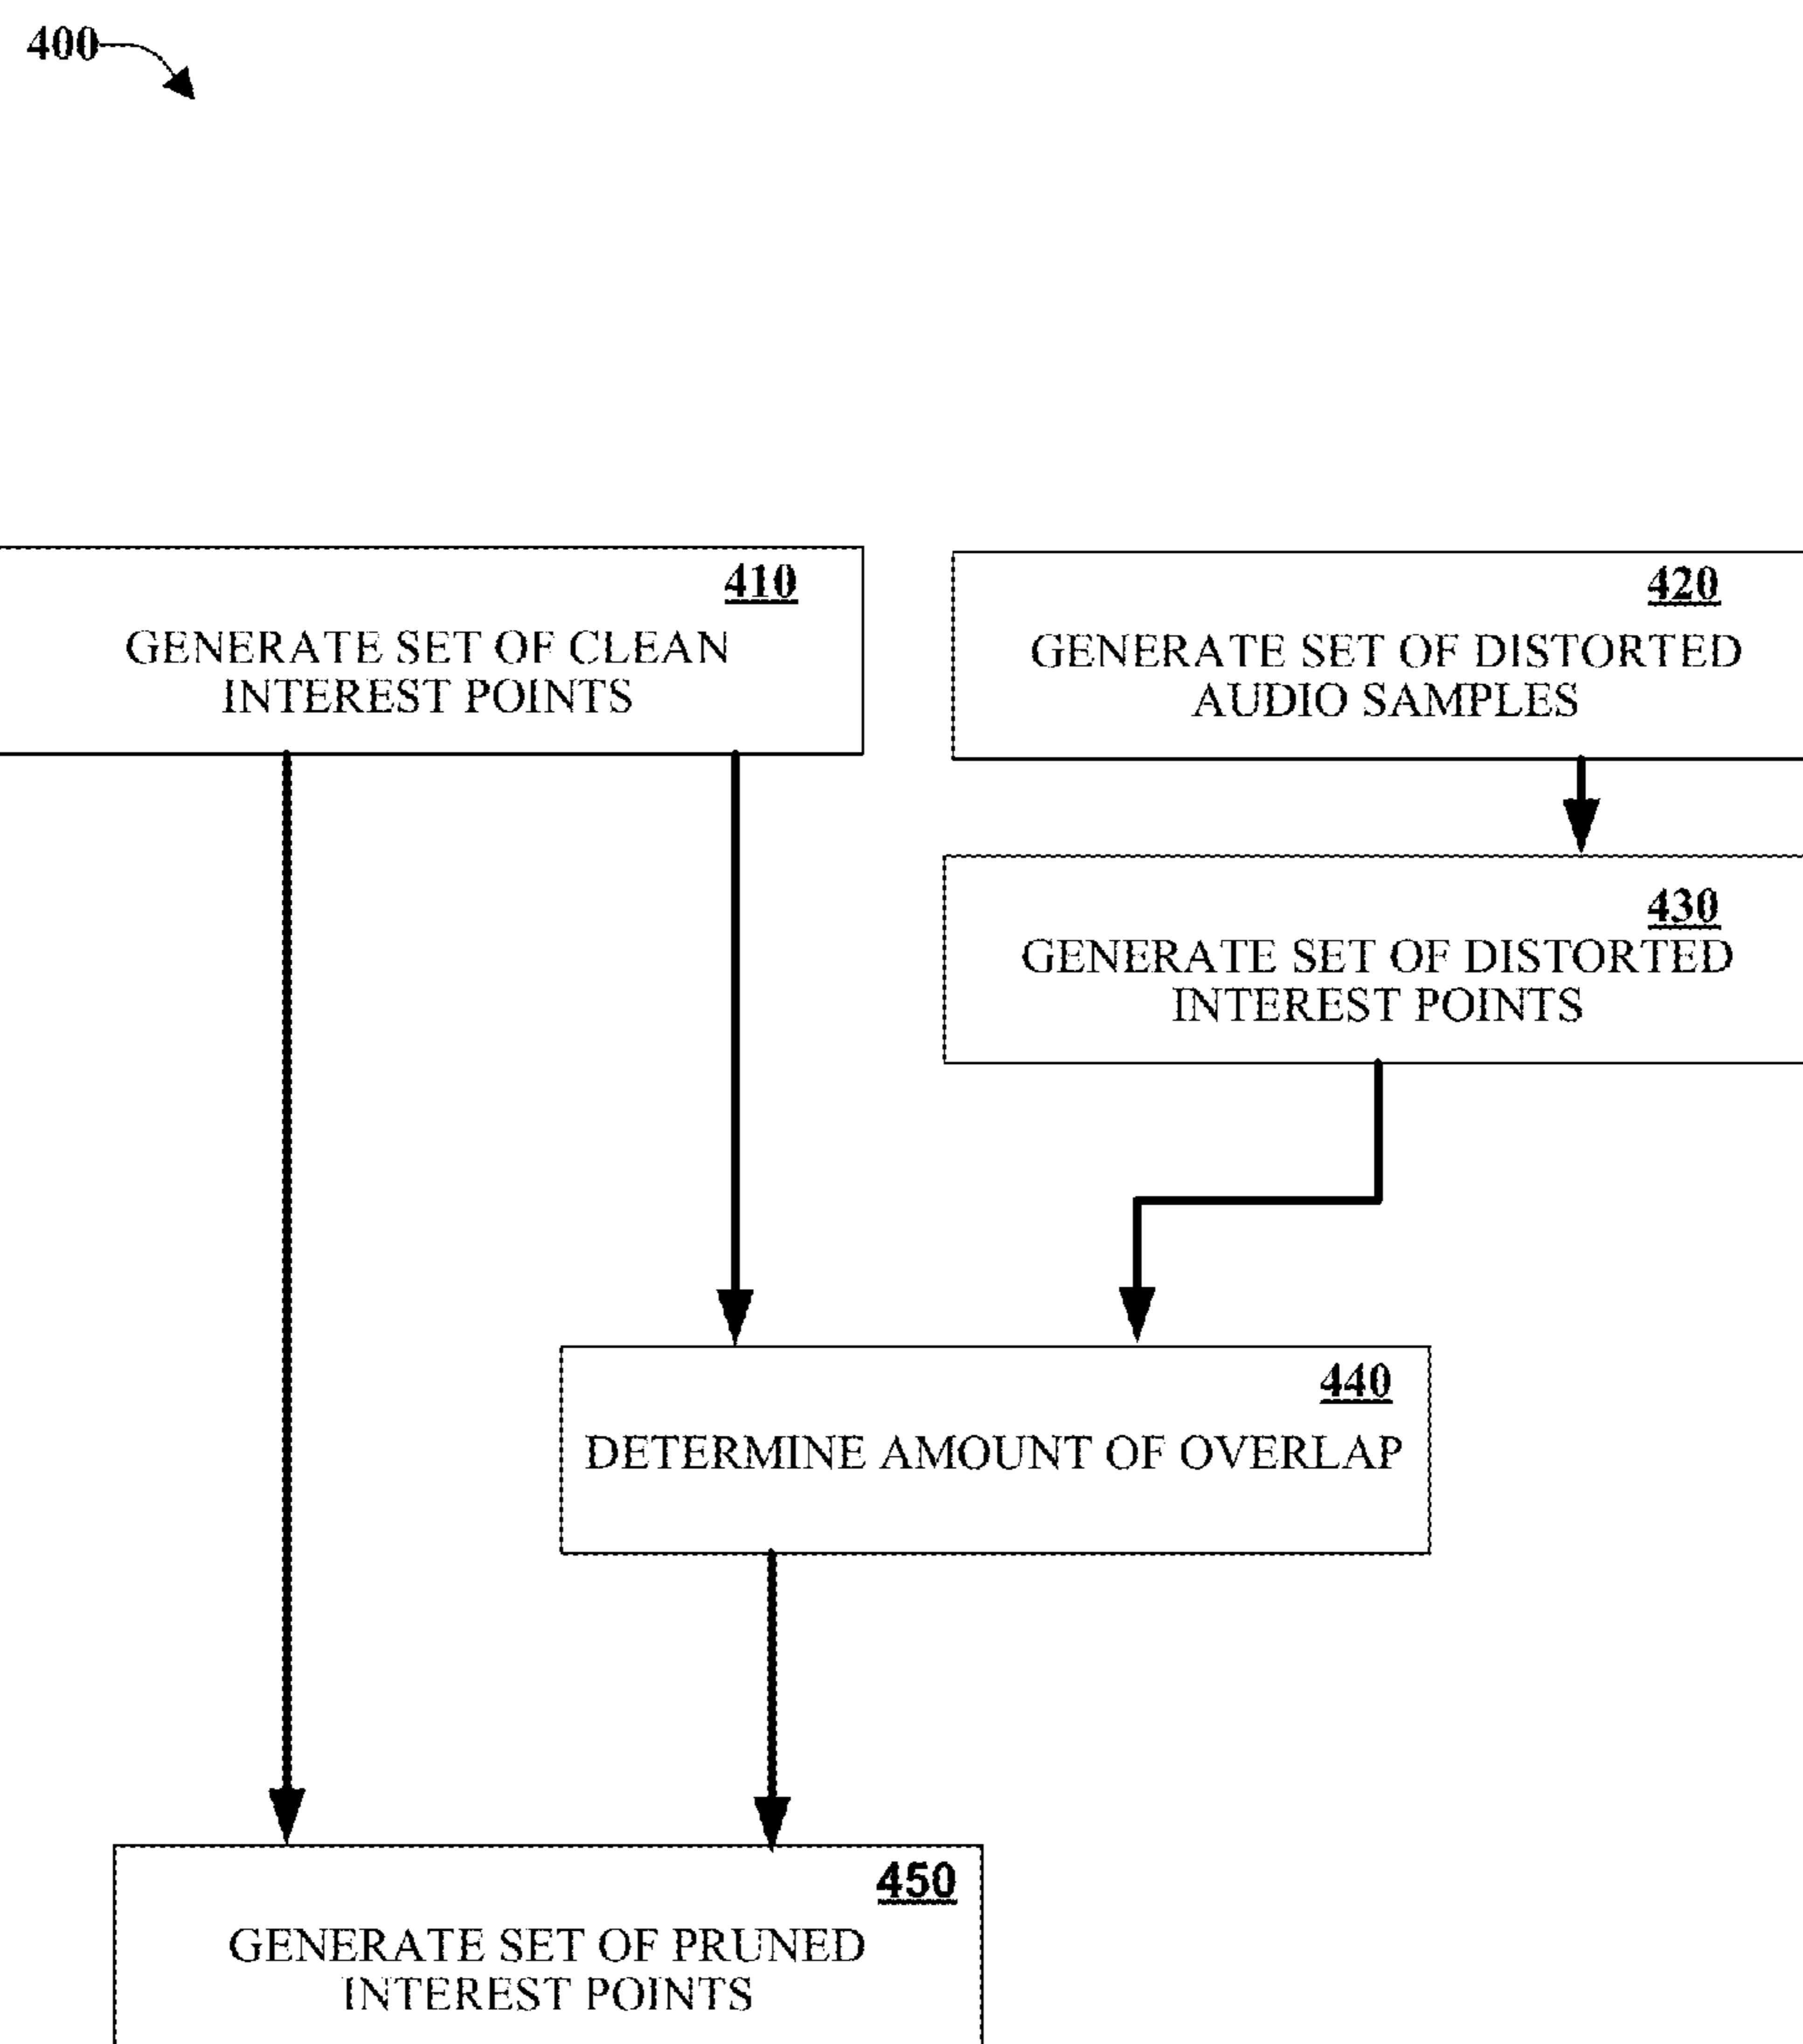 400
410
GENERATE SET OF CLEAN
INTEREST POINTS
420
GENERATE SET OF DISTORTED
AUDIO SAMPLES
430
GENERATE SET OF DISTORTED
INTEREST POINTS
440
DETERMINE AMOUNT OF OVERLAP
450
GENERATE SET OF PRUNED
INTEREST POINTS